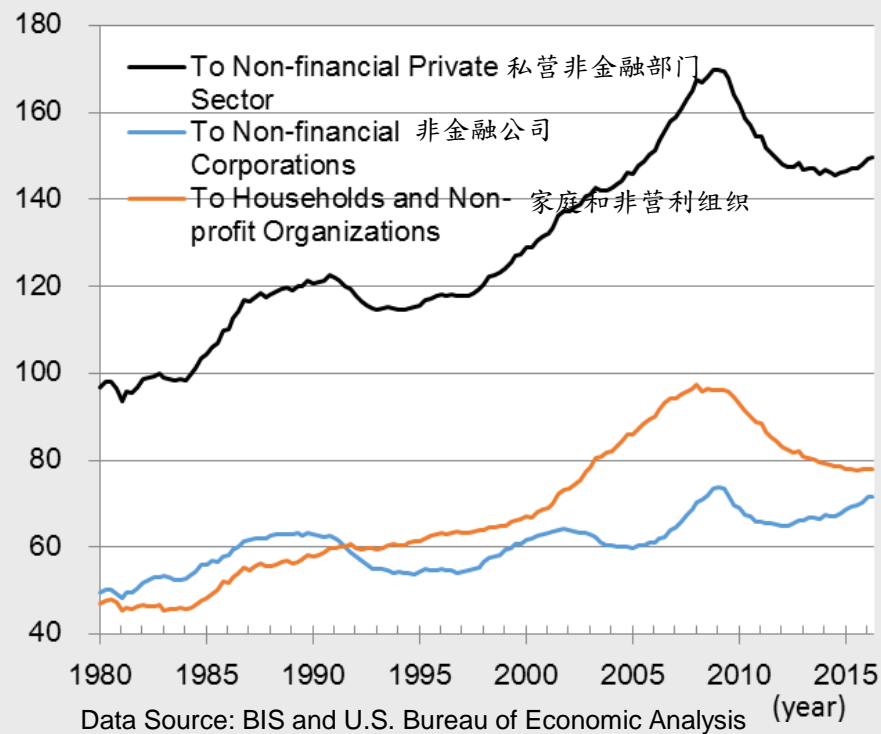 180
160
140
120
100
80
60
40
To Non-financial Private 私营非金融部门
Sector
To Non-financial 非金融公司
Corporations
To Households and Non- 家庭和非营利组织
profit Organizations
1980 1985 1990 1995 2000 2005 2010 2015
(year)
Data Source: BIS and U.S. Bureau of Economic Analysis